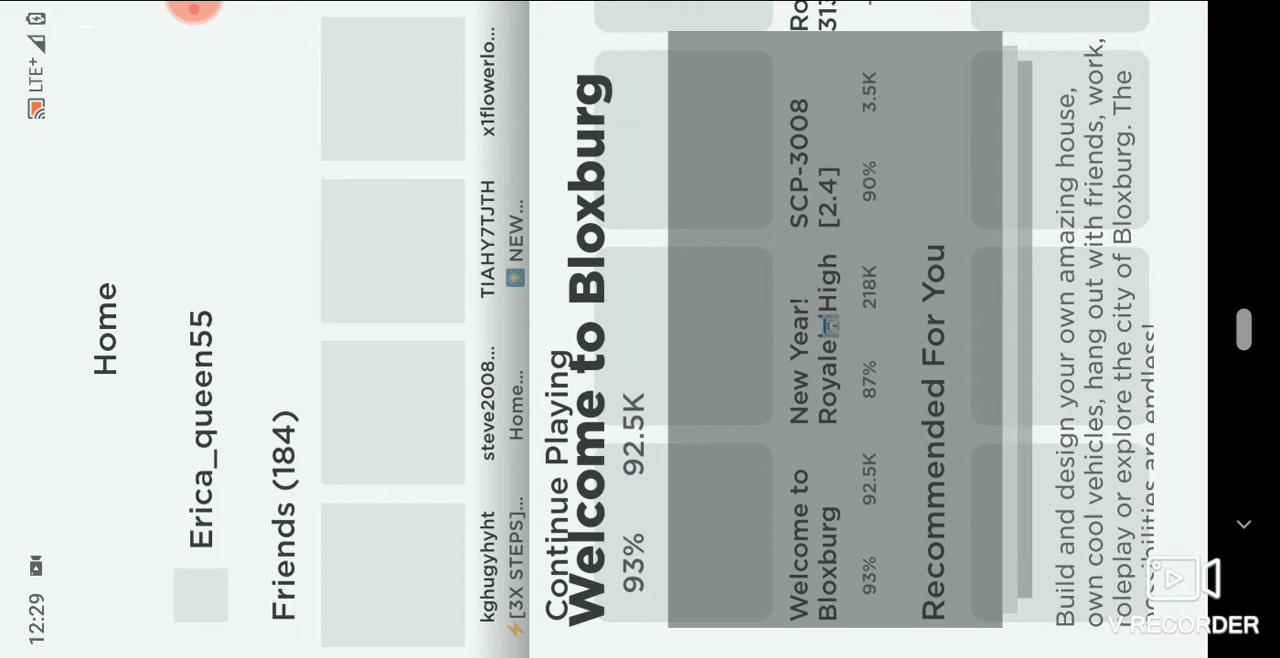 12:29
LTE+
Home
Erica_queen55
Friends (184)
kghugyhyht
steve2008...
TIAHY7TJTH
x1flowerlo...
⚡[3X STEPS]...
Home...
🎆 NEW...
Continue Playing
Welcome to Bloxburg
93% 92.5K
Welcome to
Bloxburg
93% 92.5K
New Year!
Royale🏰High
87% 218K
SCP-3008
[2.4]
90% 3.5K
Ro
313
Recommended For You
Build and design your own amazing house,
own cool vehicles, hang out with friends, work,
roleplay or explore the city of Bloxburg. The
possibilities are endless!
V RECORDER